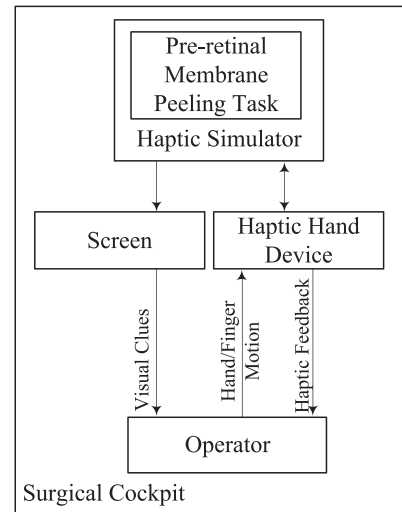 Pre-retinal
Membrane
Peeling Task
Haptic Simulator
Screen
Haptic Hand
Device
Visual Clues
Hand/Finger
Motion
Haptic Feedback
Operator
Surgical Cockpit